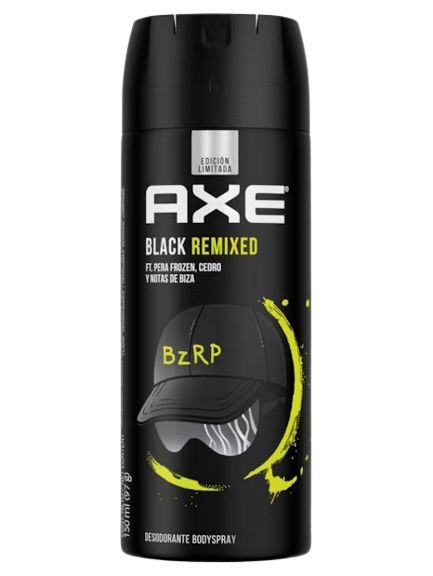 EDICIÓN
LIMITADA
AXE®
BLACK REMIXED
FT. PERA FROZEN, CEDRO
Y NOTAS DE BIZA
BzRP
150 ml (97 g)
DESODORANTE BODYSPRAY